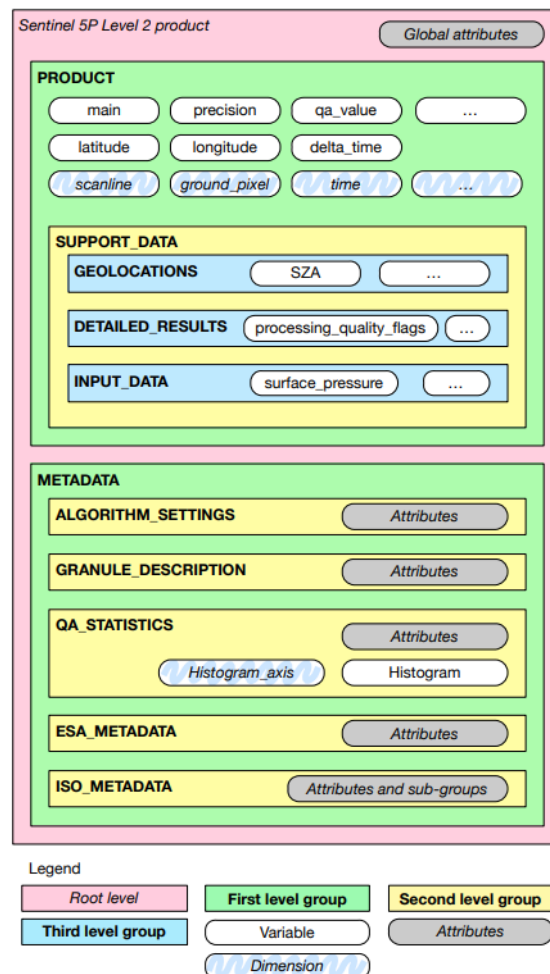 Sentinel 5P Level 2 product
Global attributes
PRODUCT
main precision qa_value ...
latitude longitude delta_time
scanline ground_pixel time ...
SUPPORT_DATA
GEOLOCATIONS SZA ...
DETAILED_RESULTS processing_quality_flags ...
INPUT_DATA surface_pressure ...
METADATA
ALGORITHM_SETTINGS Attributes
GRANULE_DESCRIPTION Attributes
QA_STATISTICS Attributes
Histogram_axis Histogram
ESA_METADATA Attributes
ISO_METADATA Attributes and sub-groups
Legend
Root level First level group Second level group
Third level group Variable Attributes
Dimension